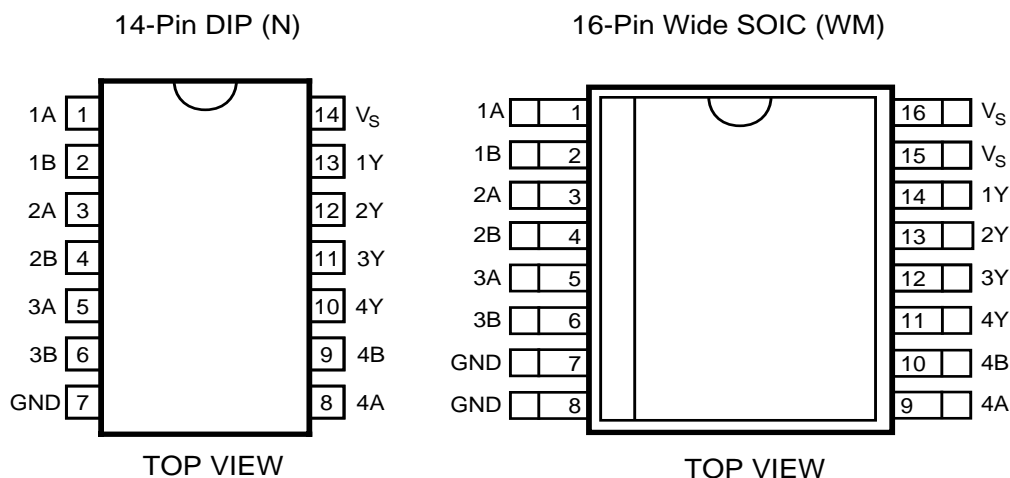 14-Pin DIP (N)
16-Pin Wide SOIC (WM)
1A 1
14 VS
1B 2
13 1Y
2A 3
12 2Y
2B 4
11 3Y
3A 5
10 4Y
3B 6
9 4B
GND 7
8 4A
TOP VIEW
1A 1
16 VS
1B 2
15 VS
2A 3
14 1Y
2B 4
13 2Y
3A 5
12 3Y
3B 6
11 4Y
GND 7
10 4B
GND 8
9 4A
TOP VIEW